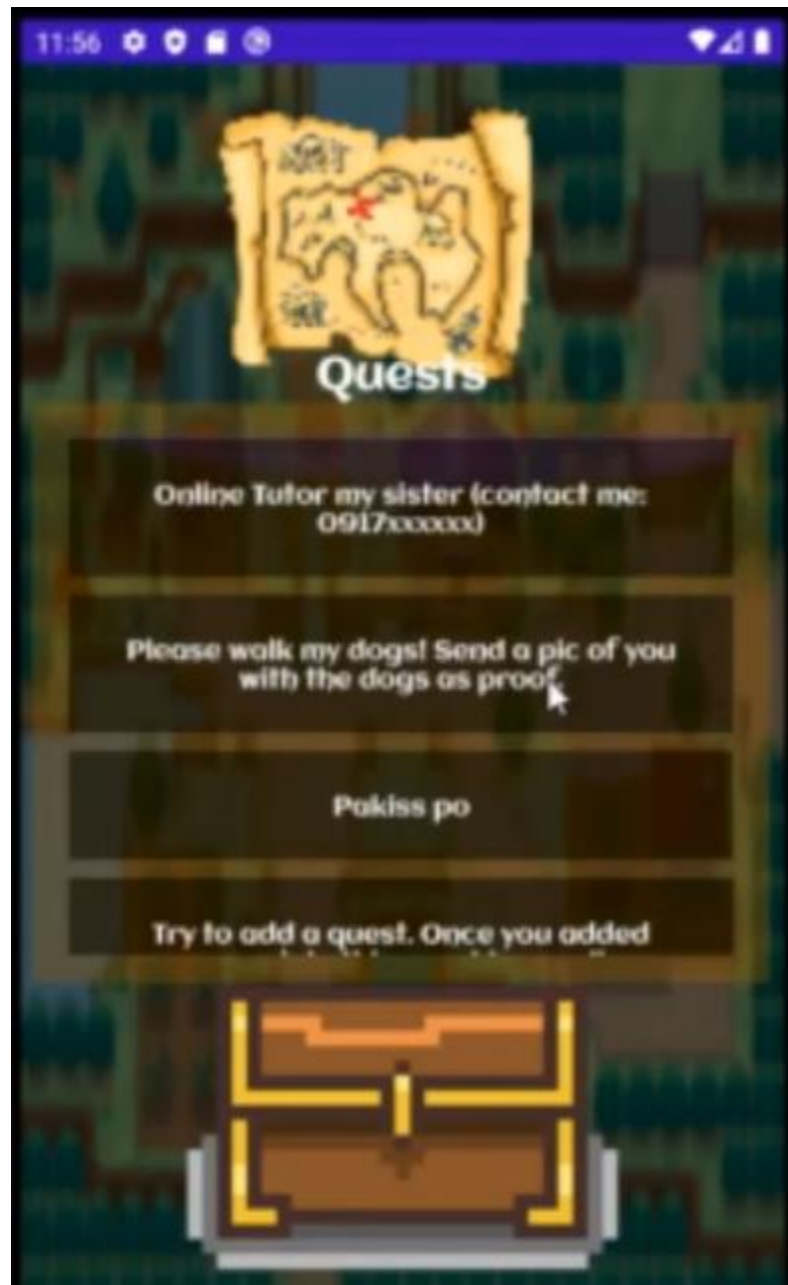 11:56
Quests
Online Tutor my sister (contact me:
0917xxxxxx)
Please walk my dogs! Send a pic of you
with the dogs as proof
Pakiss po
Try to add a quest. Once you added